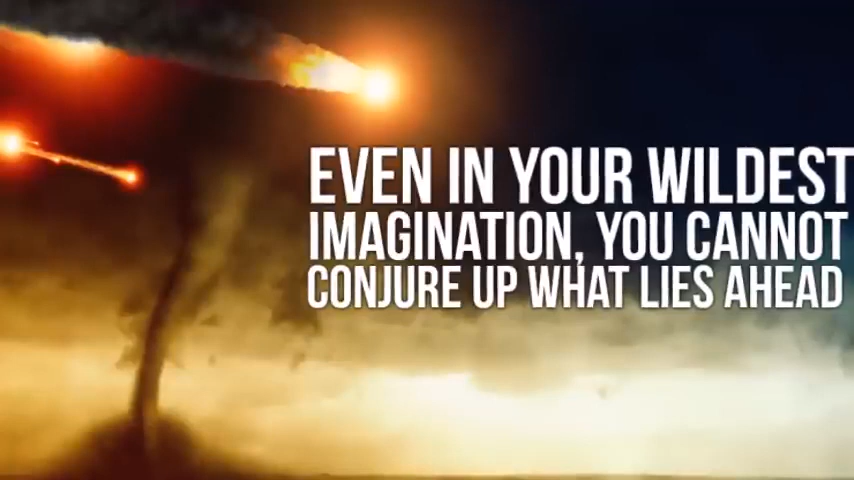 EVEN IN YOUR WILDEST
IMAGINATION, YOU CANNOT
CONJURE UP WHAT LIES AHEAD